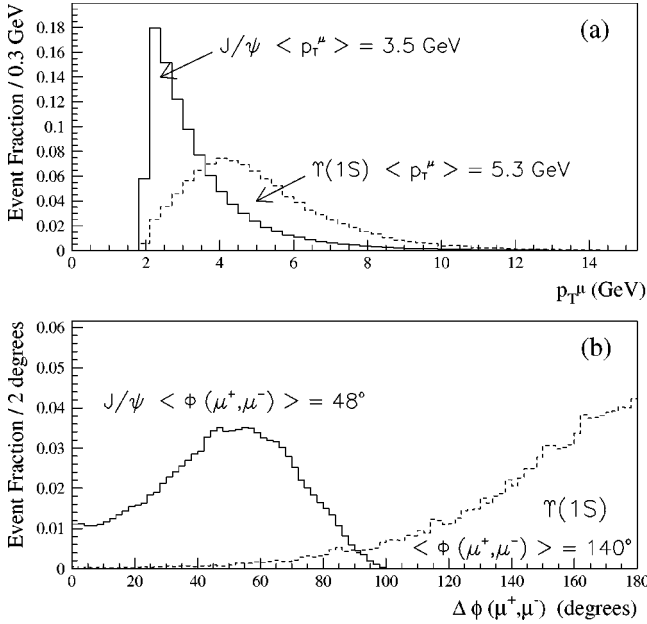 Event Fraction / 0.3 GeV
0.18
0.16
0.14
0.12
0.10
0.08
0.06
0.04
0.02
0
(a)
J/ψ < p_T^μ > = 3.5 GeV
ϒ(1S) < p_T^μ > = 5.3 GeV
0 2 4 6 8 10 12 14
p_T^μ (GeV)
Event Fraction / 2 degrees
0.06
0.05
0.04
0.03
0.02
0.01
0
(b)
J/ψ < Φ (μ⁺,μ⁻) > = 48°
ϒ(1S)
< Φ (μ⁺,μ⁻) > = 140°
0 20 40 60 80 100 120 140 160 180
Δ ϕ (μ⁺,μ⁻) (degrees)